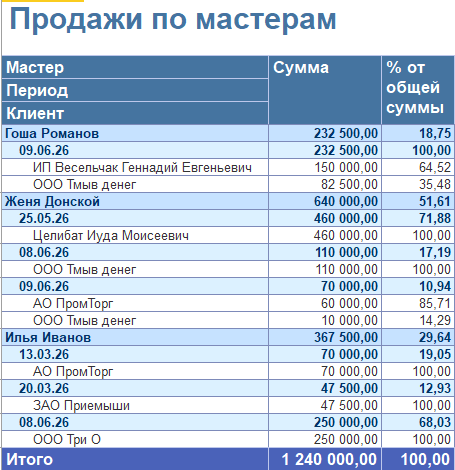 Продажи по мастерам
Мастер Сумма % от общей суммы
Период
Клиент
Гоша Романов 232 500,00 18,75
09.06.26 232 500,00 100,00
ИП Весельчак Геннадий Евгеньевич 150 000,00 64,52
ООО Тмыв денег 82 500,00 35,48
Женя Донской 640 000,00 51,61
25.05.26 460 000,00 71,88
Целибат Иуда Моисеевич 460 000,00 100,00
08.06.26 110 000,00 17,19
ООО Тмыв денег 110 000,00 100,00
09.06.26 70 000,00 10,94
АО ПромТорг 60 000,00 85,71
ООО Тмыв денег 10 000,00 14,29
Илья Иванов 367 500,00 29,64
13.03.26 70 000,00 19,05
АО ПромТорг 70 000,00 100,00
20.03.26 47 500,00 12,93
ЗАО Приемыши 47 500,00 100,00
08.06.26 250 000,00 68,03
ООО Три О 250 000,00 100,00
Итого 1 240 000,00 100,00